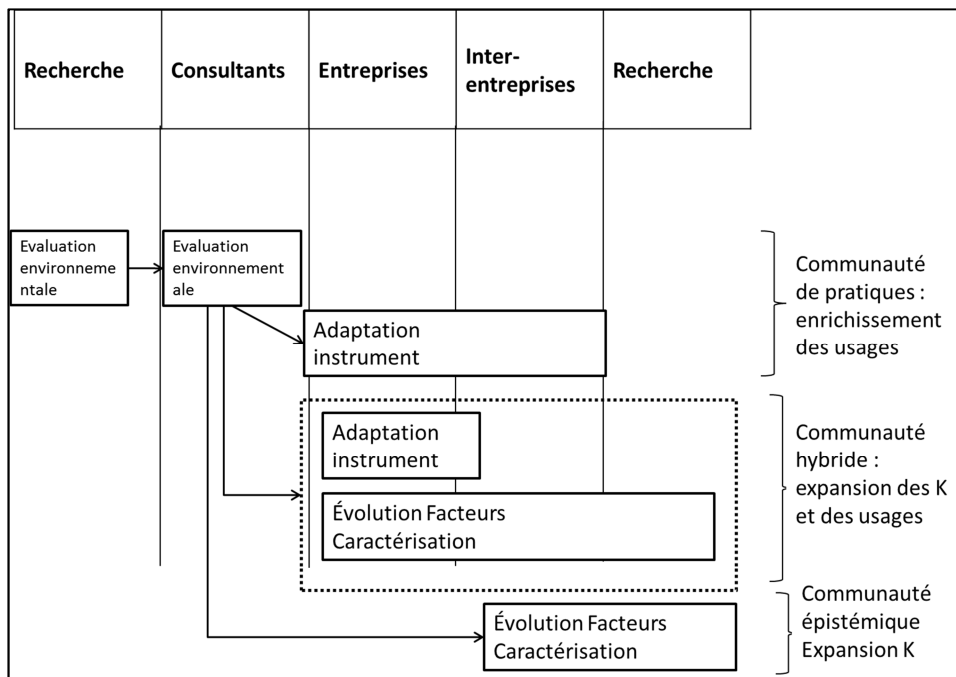 Recherche
Consultants
Entreprises
Inter-
entreprises
Recherche
Evaluation
environneme
ntale
Evaluation
environnement
ale
Adaptation
instrument
Communauté
de pratiques :
enrichissement
des usages
Adaptation
instrument
Évolution Facteurs
Caractérisation
Communauté
hybride :
expansion des K
et des usages
Évolution Facteurs
Caractérisation
Communauté
épistémique
Expansion K